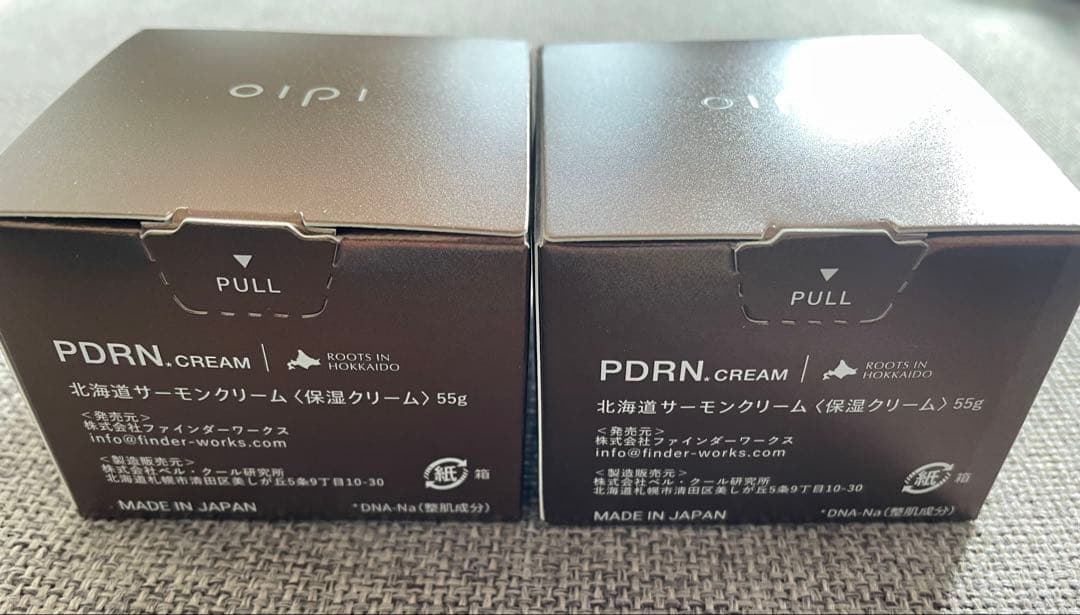 oipi
PULL
PDRN*CREAM
ROOTS IN
HOKKAIDO
北海道サーモンクリーム〈保湿クリーム〉55g
＜発売元＞
株式会社ファインダーワークス
info@finder-works.com
＜製造販売元＞
株式会社ベル・クール研究所
北海道札幌市清田区美しが丘5条9丁目10-30
紙 箱
MADE IN JAPAN
*DNA-Na（整肌成分）
PULL
PDRN*CREAM
ROOTS IN
HOKKAIDO
北海道サーモンクリーム〈保湿クリーム〉55g
＜発売元＞
株式会社ファインダーワークス
info@finder-works.com
＜製造販売元＞
株式会社ベル・クール研究所
北海道札幌市清田区美しが丘5条9丁目10-30
紙 箱
MADE IN JAPAN
*DNA-Na（整肌成分）